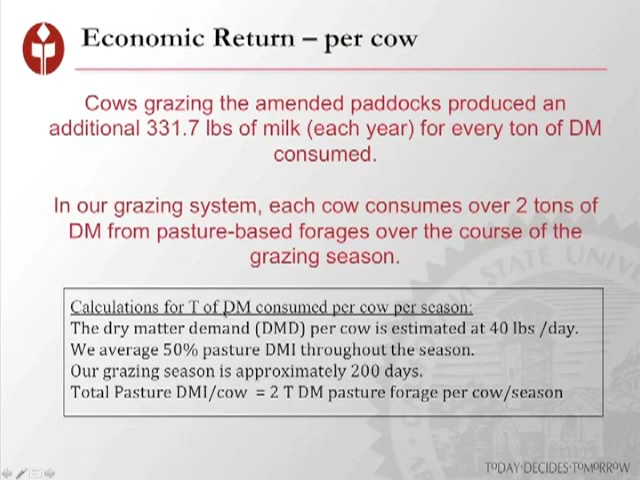 Economic Return – per cow
Cows grazing the amended paddocks produced an
additional 331.7 lbs of milk (each year) for every ton of DM
consumed.
In our grazing system, each cow consumes over 2 tons of
DM from pasture-based forages over the course of the
grazing season.
Calculations for T of DM consumed per cow per season:
The dry matter demand (DMD) per cow is estimated at 40 lbs /day.
We average 50% pasture DMI throughout the season.
Our grazing season is approximately 200 days.
Total Pasture DMI/cow = 2 T DM pasture forage per cow/season
STATE UNIV
TODAY·DECIDES·TOMORROW